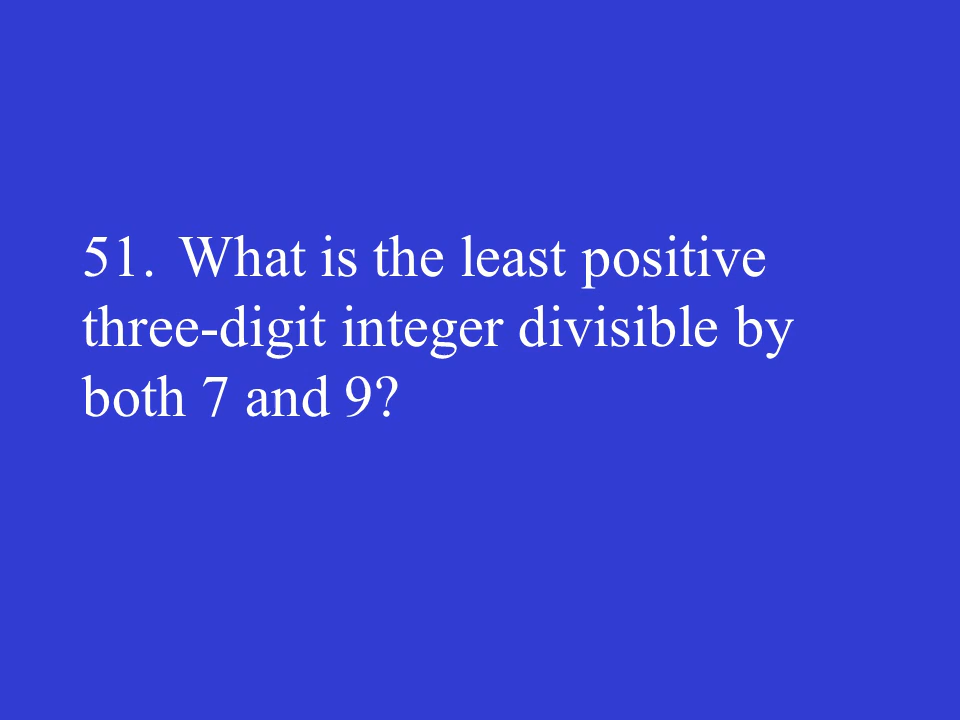 51. What is the least positive
three-digit integer divisible by
both 7 and 9?